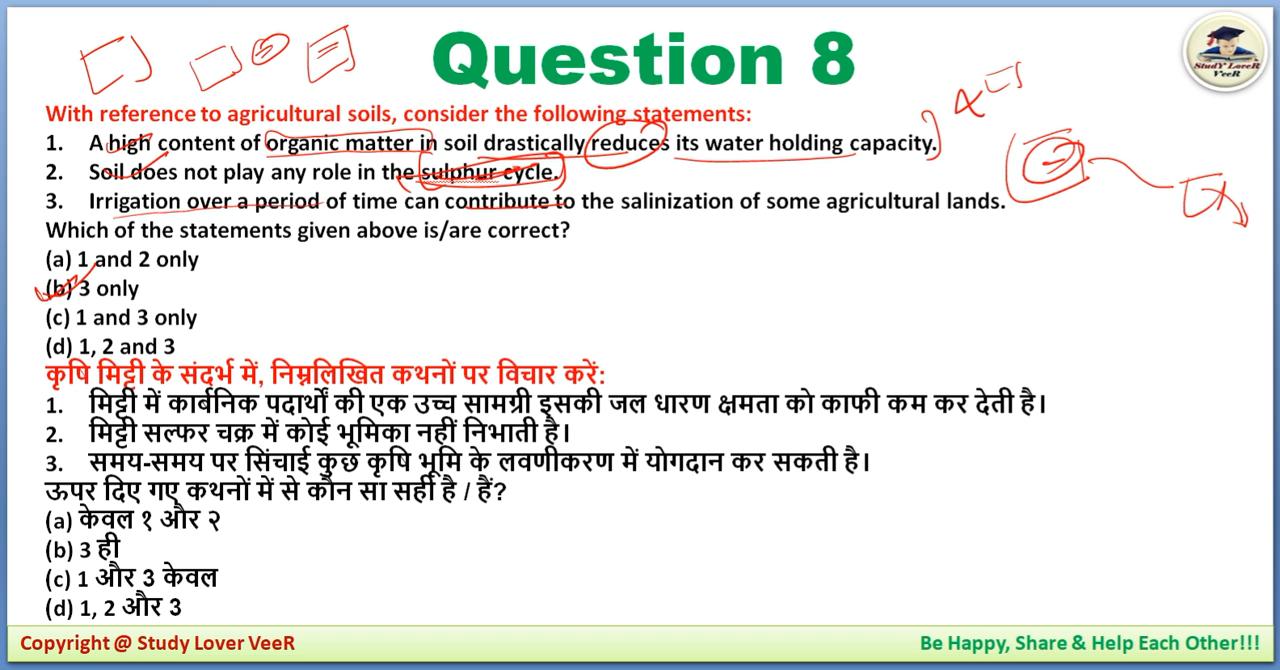 Question 8
StudY LoveR
VeeR
With reference to agricultural soils, consider the following statements:
1. A high content of organic matter in soil drastically reduces its water holding capacity.
2. Soil does not play any role in the sulphur cycle.
3. Irrigation over a period of time can contribute to the salinization of some agricultural lands.
Which of the statements given above is/are correct?
(a) 1 and 2 only
(b) 3 only
(c) 1 and 3 only
(d) 1, 2 and 3
कृषि मिट्टी के संदर्भ में, निम्नलिखित कथनों पर विचार करें:
1. मिट्टी में कार्बनिक पदार्थों की एक उच्च सामग्री इसकी जल धारण क्षमता को काफी कम कर देती है।
2. मिट्टी सल्फर चक्र में कोई भूमिका नहीं निभाती है।
3. समय-समय पर सिंचाई कुछ कृषि भूमि के लवणीकरण में योगदान कर सकती है।
ऊपर दिए गए कथनों में से कौन सा सही है / हैं?
(a) केवल १ और २
(b) 3 ही
(c) 1 और 3 केवल
(d) 1, 2 और 3
Copyright @ Study Lover VeeR
Be Happy, Share & Help Each Other!!!